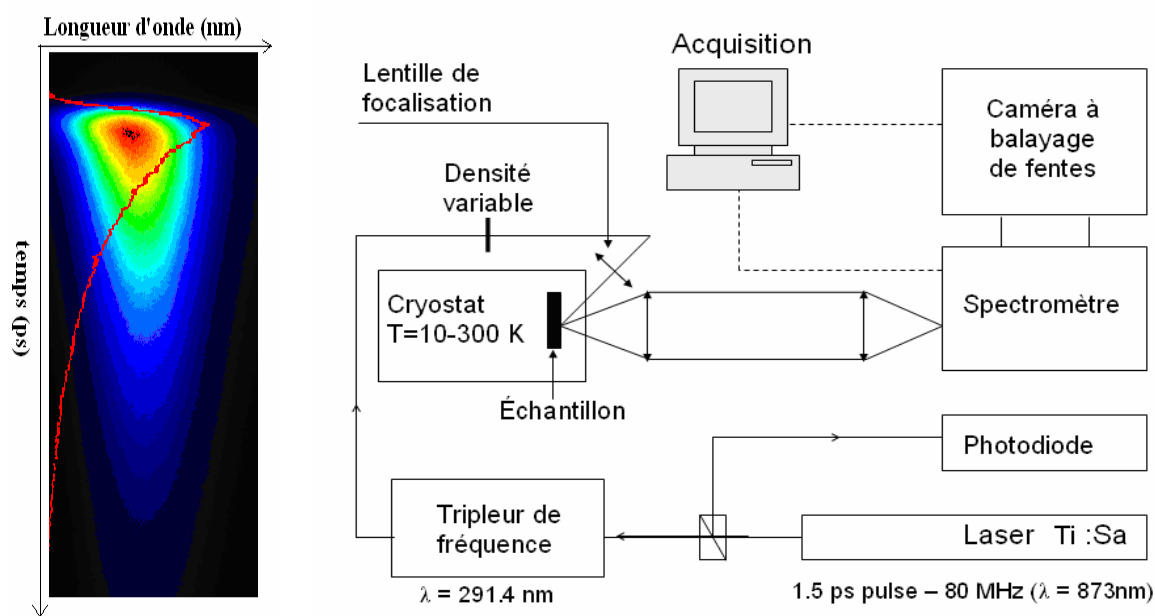 Longueur d'onde (nm)
temps (ps)
Acquisition
Lentille de
focalisation
Densité
variable
Caméra à
balayage
de fentes
Cryostat
T=10-300 K
Spectromètre
Échantillon
Photodiode
Tripleur de
fréquence
Laser Ti :Sa
λ = 291.4 nm
1.5 ps pulse – 80 MHz (λ = 873nm)